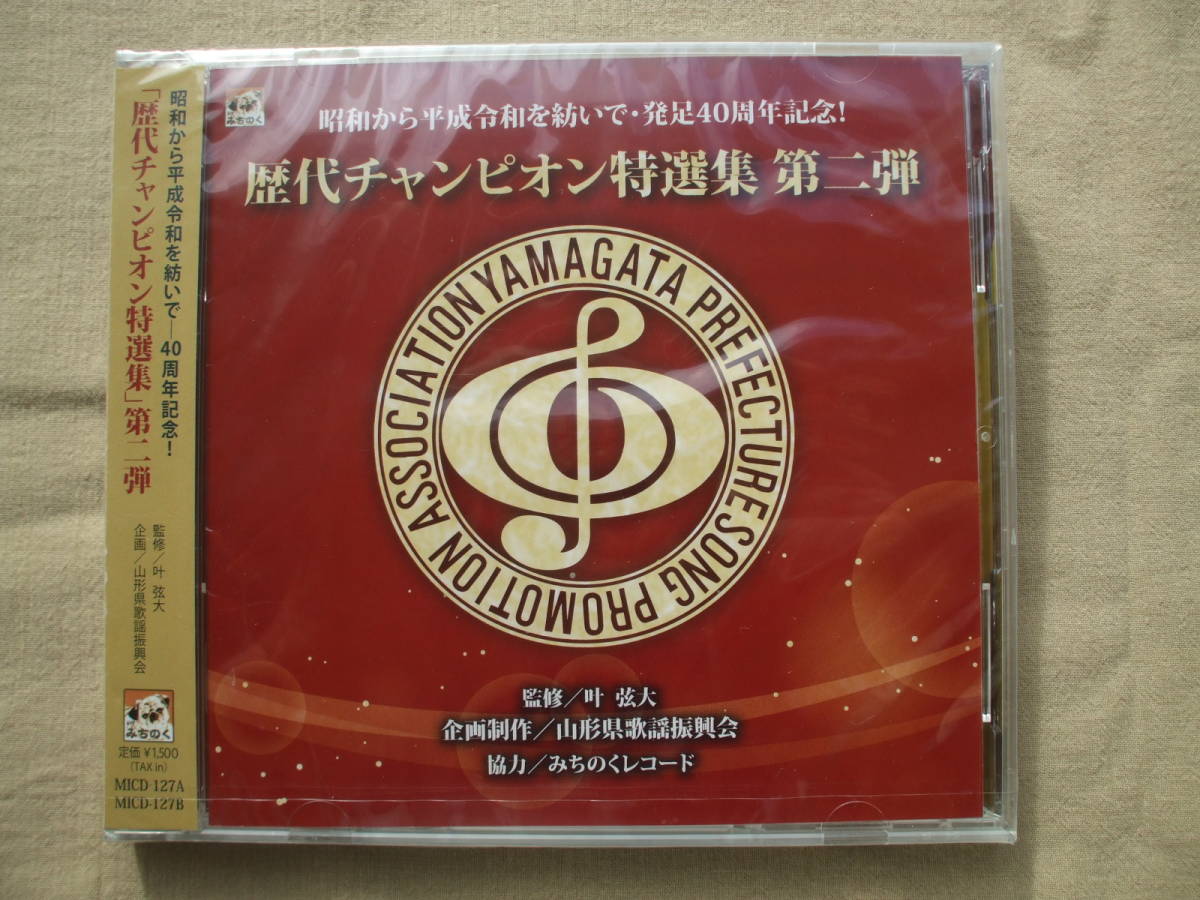 昭和から平成令和を紡いで―40周年記念!
「歴代チャンピオン特選集」第二弾
監修/叶 弦大
企画/山形県歌謡振興会
みちのく
定価 ¥1,500
(TAX in)
MICD-127A
MICD-127B
みちのく
昭和から平成令和を紡いで・発足40周年記念!
歴代チャンピオン特選集 第二弾
YAMAGATA PREFECTURE SONG PROMOTION ASSOCIATION
監修/叶 弦大
企画制作/山形県歌謡振興会
協力/みちのくレコード